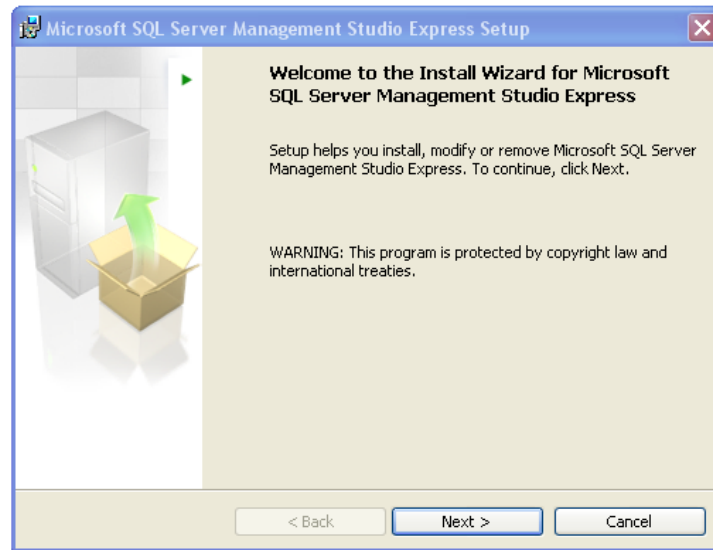 Microsoft SQL Server Management Studio Express Setup
Welcome to the Install Wizard for Microsoft
SQL Server Management Studio Express
Setup helps you install, modify or remove Microsoft SQL Server
Management Studio Express. To continue, click Next.
WARNING: This program is protected by copyright law and
international treaties.
< Back
Next >
Cancel